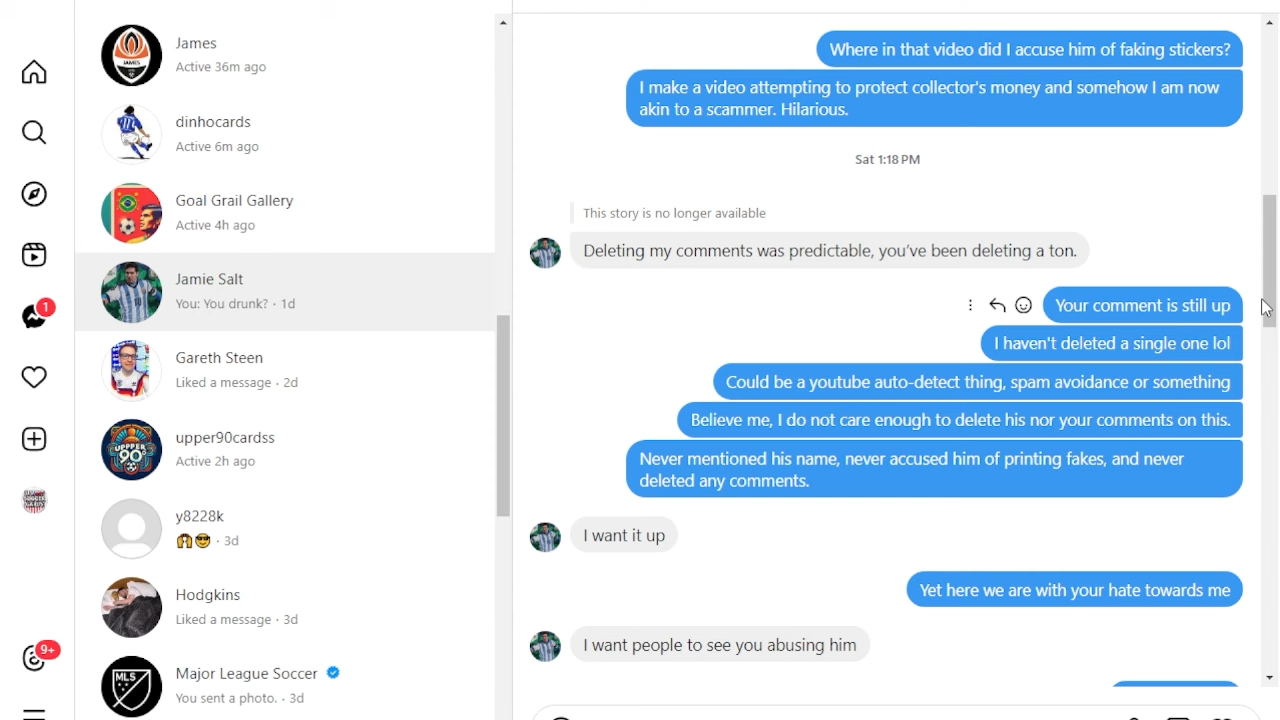 James
Active 36m ago
dinhocards
Active 6m ago
Goal Grail Gallery
Active 4h ago
Jamie Salt
You: You drunk? · 1d
Gareth Steen
Liked a message · 2d
UPPPER
90°
upper90cardss
Active 2h ago
y8228k
🙌😎 · 3d
Hodgkins
Liked a message · 3d
MLS
Major League Soccer
You sent a photo. · 3d
1
9+
JAMES
Where in that video did I accuse him of faking stickers?
I make a video attempting to protect collector's money and somehow I am now
akin to a scammer. Hilarious.
Sat 1:18 PM
This story is no longer available
Deleting my comments was predictable, you’ve been deleting a ton.
Your comment is still up
I haven't deleted a single one lol
Could be a youtube auto-detect thing, spam avoidance or something
Believe me, I do not care enough to delete his nor your comments on this.
Never mentioned his name, never accused him of printing fakes, and never
deleted any comments.
I want it up
Yet here we are with your hate towards me
I want people to see you abusing him